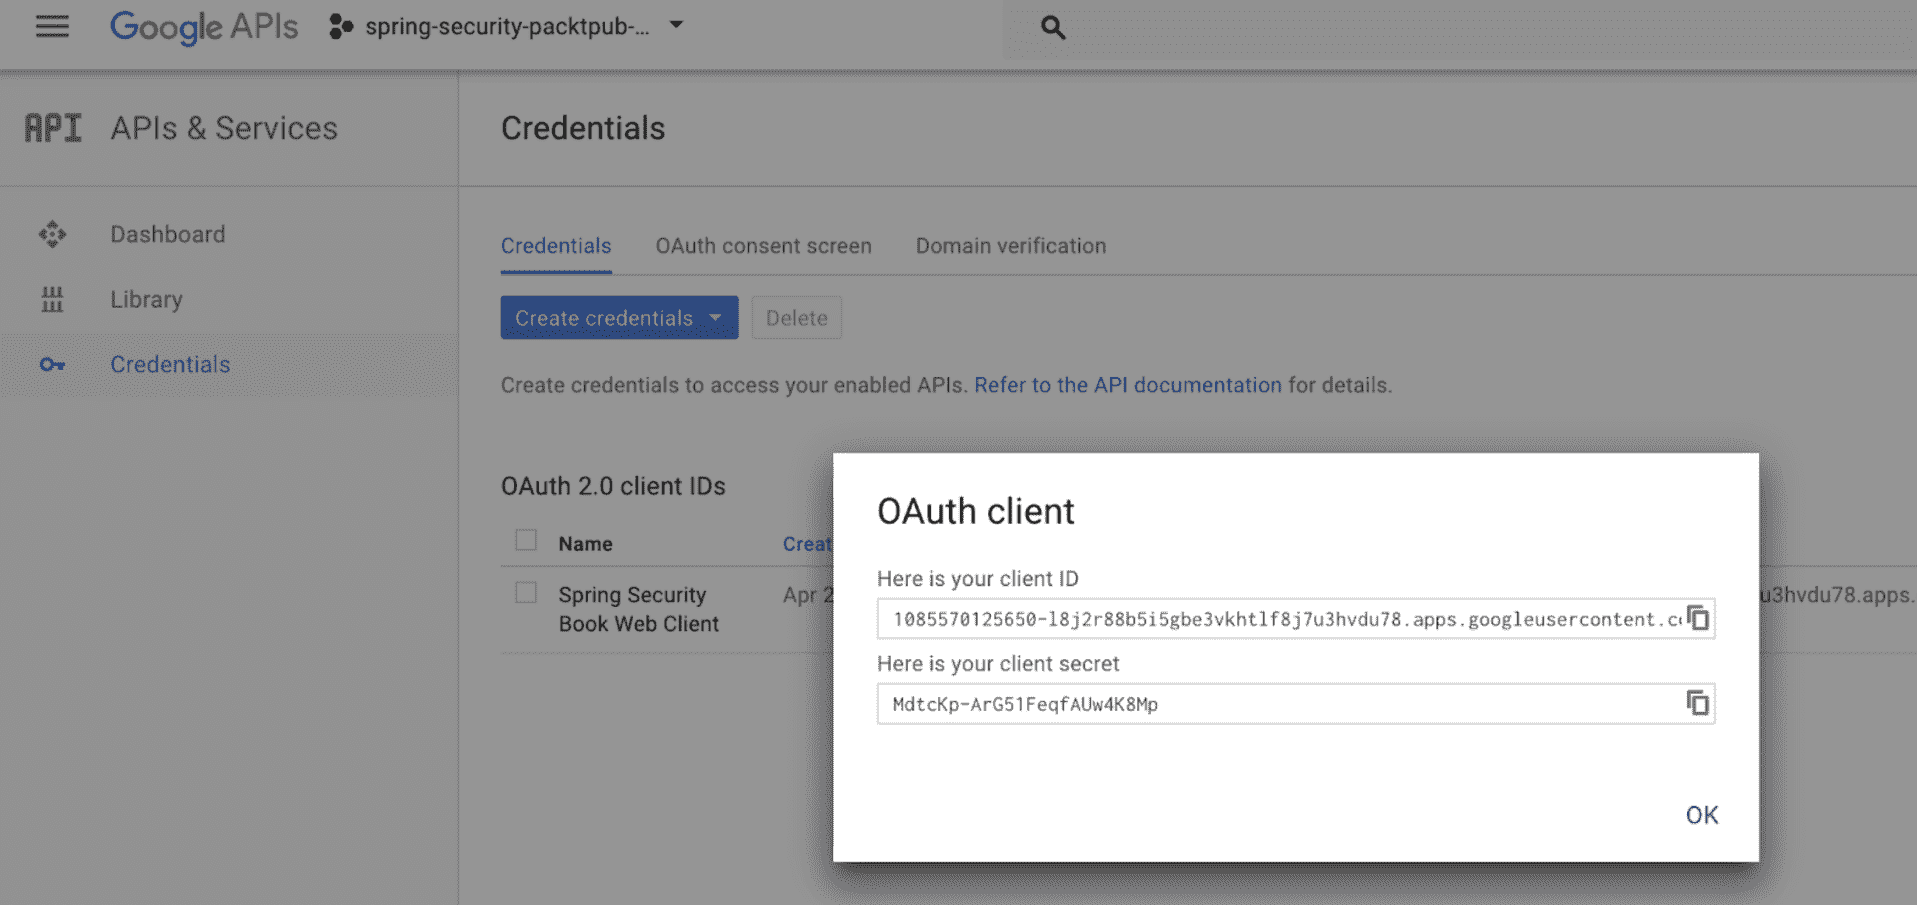 Google APIs spring-security-packtpub-...
API APIs & Services
Credentials
Dashboard
Library
Credentials
Credentials OAuth consent screen Domain verification
Create credentials Delete
Create credentials to access your enabled APIs. Refer to the API documentation for details.
OAuth 2.0 client IDs
Name Creat
Spring Security Apr 2 u3hvdu78.apps.
Book Web Client
OAuth client
Here is your client ID
1085570125650-l8j2r88b5i5gbe3vkhtlf8j7u3hvdu78.apps.googleusercontent.c
Here is your client secret
MdtcKp-ArG51FeqfAUw4K8Mp
OK